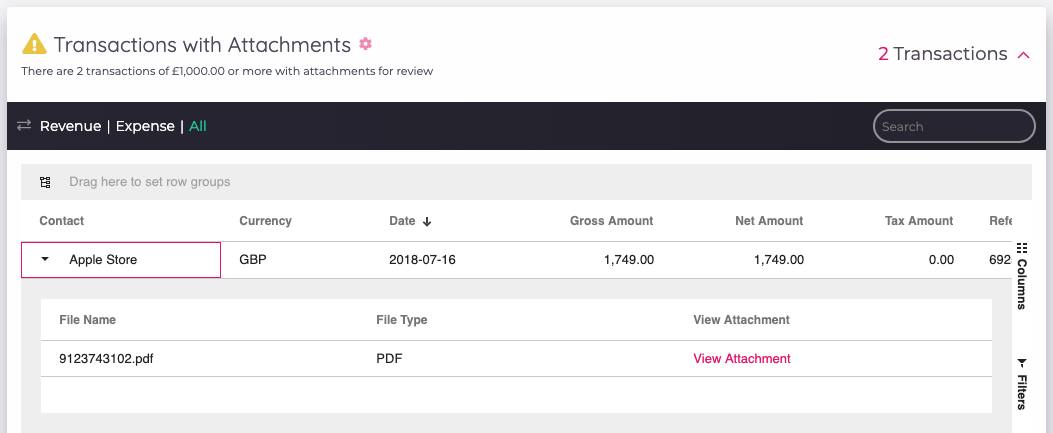 Transactions with Attachments
There are 2 transactions of £1,000.00 or more with attachments for review
2 Transactions
Revenue | Expense | All
Search
Drag here to set row groups
Contact Currency Date Gross Amount Net Amount Tax Amount Refe
Apple Store GBP 2018-07-16 1,749.00 1,749.00 0.00 692
Columns
File Name File Type View Attachment
9123743102.pdf PDF View Attachment
Filters